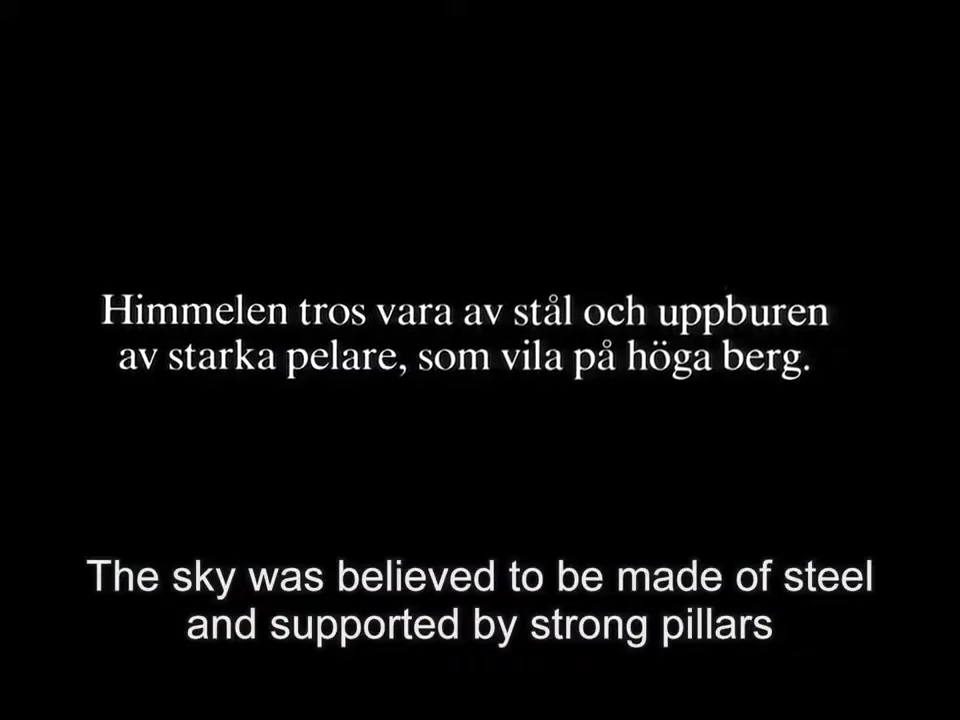 Himmelen tros vara av stål och uppburen
av starka pelare, som vila på höga berg.
The sky was believed to be made of steel
and supported by strong pillars